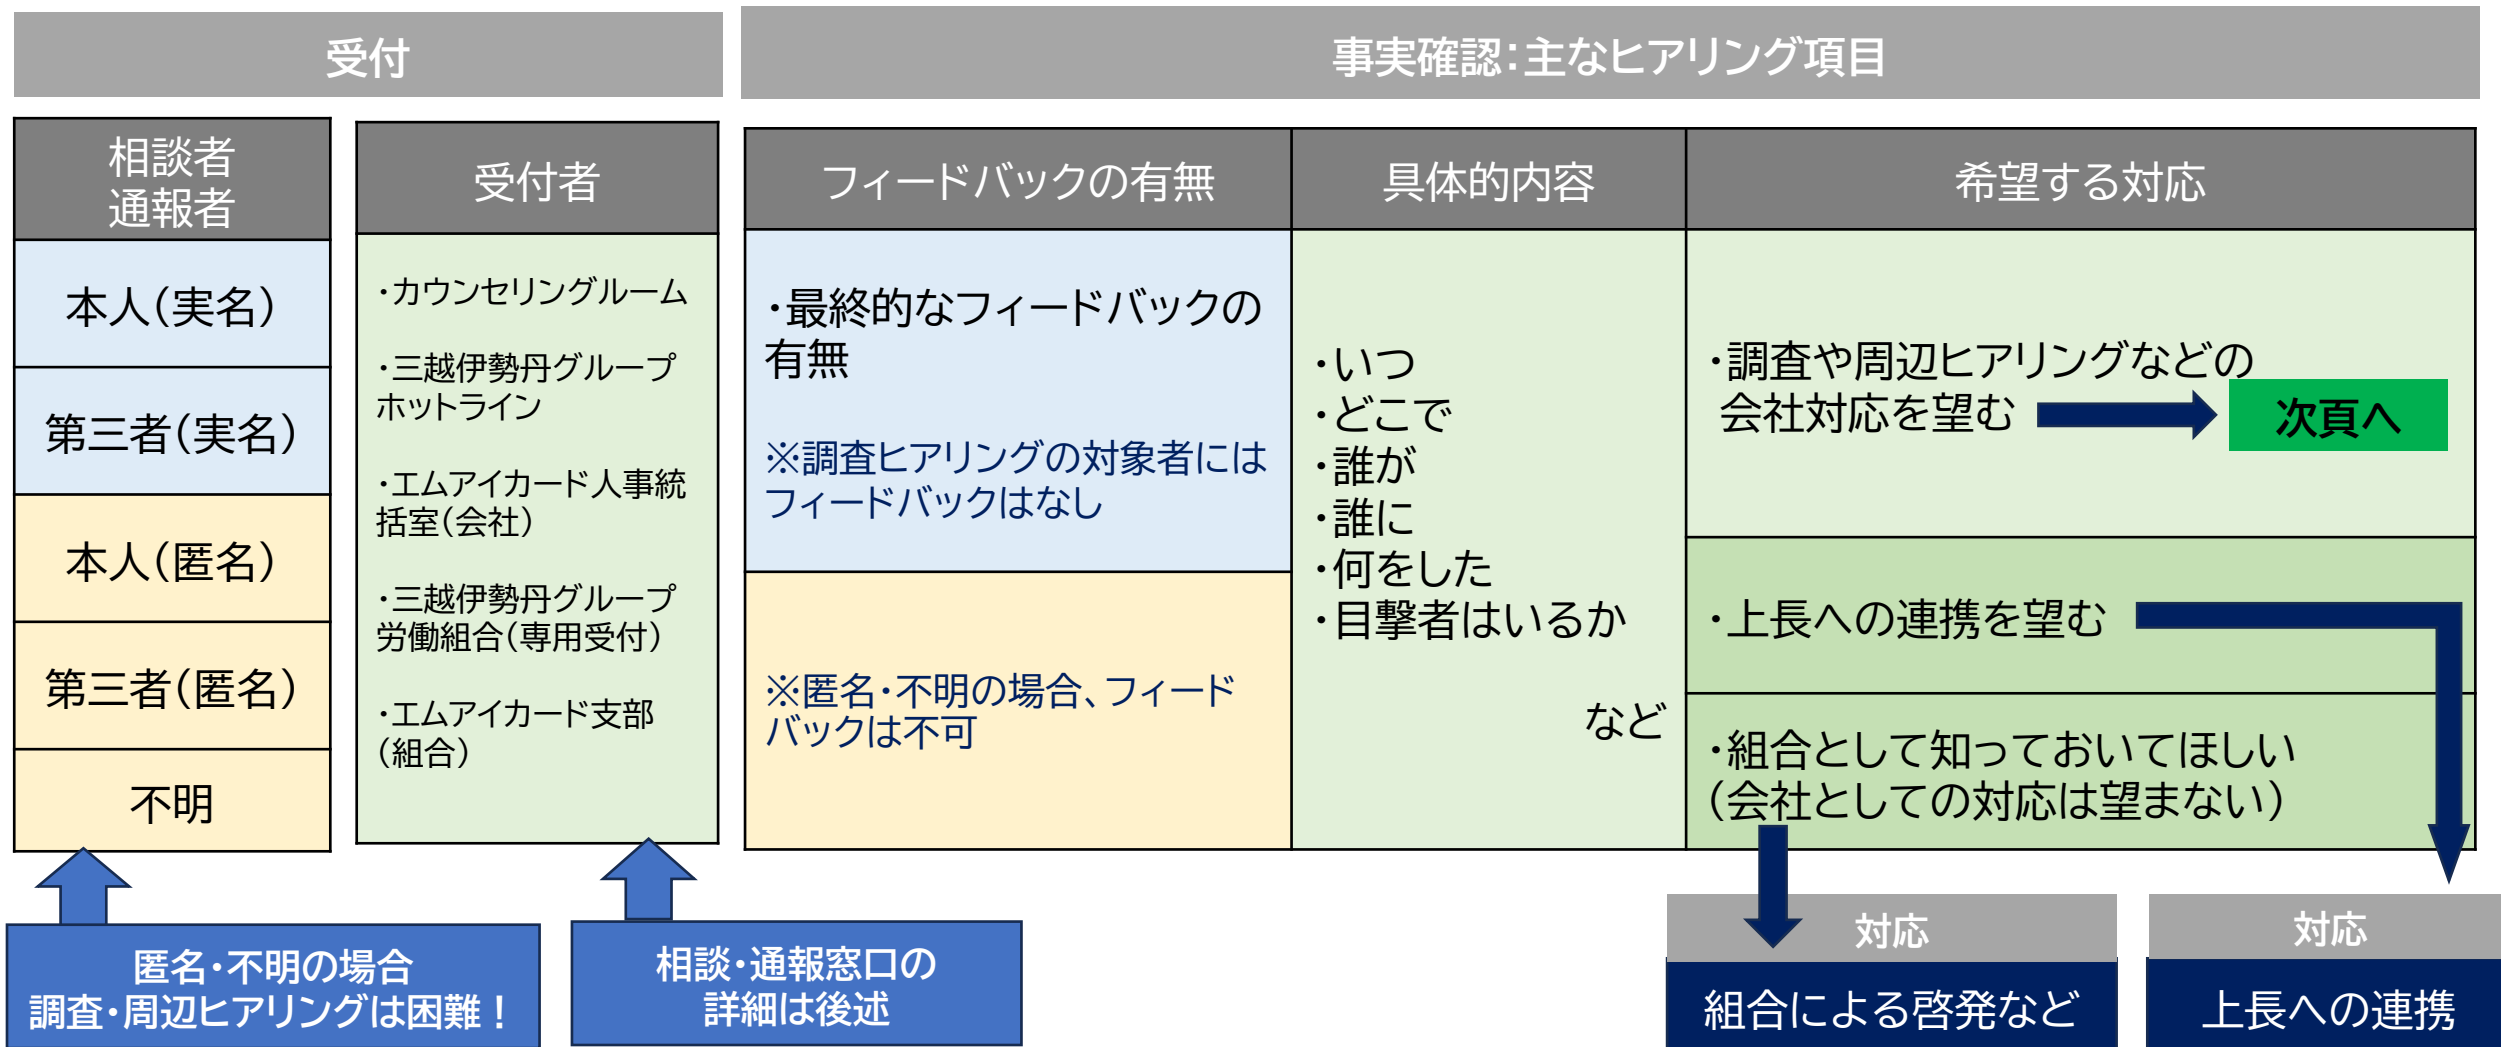 受付
事実確認：主なヒアリング項目
相談者
通報者
受付者
フィードバックの有無
具体的内容
希望する対応
本人（実名）
第三者（実名）
本人（匿名）
第三者（匿名）
不明
・カウンセリングルーム
・三越伊勢丹グループ
ホットライン
・エムアイカード人事統
括室（会社）
・三越伊勢丹グループ
労働組合（専用受付）
・エムアイカード支部
（組合）
・最終的なフィードバックの
有無
※調査ヒアリングの対象者には
フィードバックはなし
※匿名・不明の場合、フィード
バックは不可
・いつ
・どこで
・誰が
・誰に
・何をした
・目撃者はいるか
など
・調査や周辺ヒアリングなどの
会社対応を望む
次頁へ
・上長への連携を望む
・組合として知っておいてほしい
（会社としての対応は望まない）
匿名・不明の場合
調査・周辺ヒアリングは困難！
相談・通報窓口の
詳細は後述
対応
組合による啓発など
対応
上長への連携